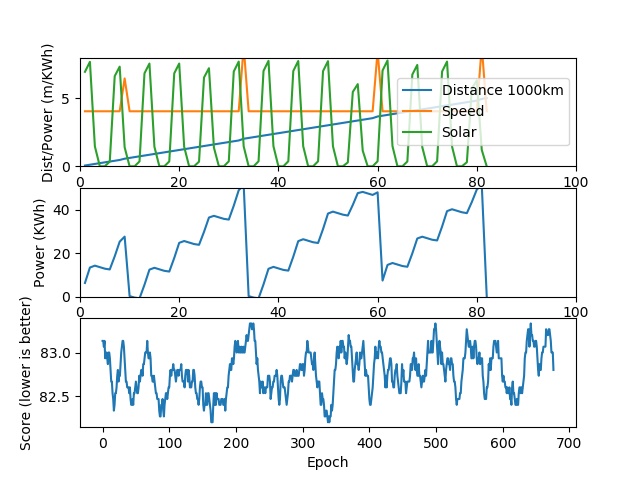 Dist/Power (m/KWh)
5
0
Distance 1000km
Speed
Solar
0 20 40 60 80 100
Power (KWh)
40
20
0
0 20 40 60 80 100
Score (lower is better)
83.0
82.5
0 100 200 300 400 500 600 700
Epoch